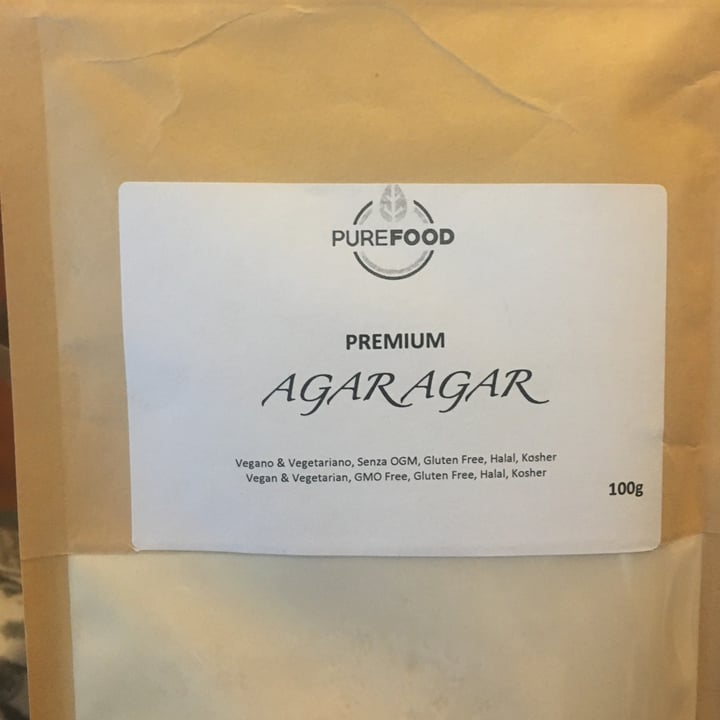 PUREFOOD
PREMIUM
AGAR AGAR
Vegano & Vegetariano, Senza OGM, Gluten Free, Halal, Kosher
Vegan & Vegetarian, GMO Free, Gluten Free, Halal, Kosher
100g